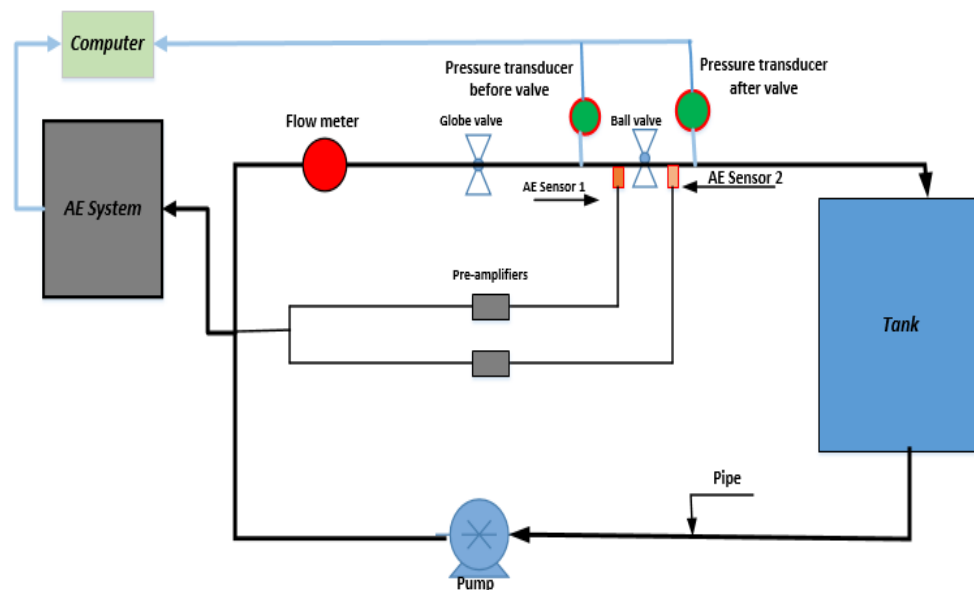 Computer
Pressure transducer
before valve
Pressure transducer
after valve
Flow meter
Globe valve
Ball valve
AE System
AE Sensor 1
AE Sensor 2
Pre-amplifiers
Tank
Pipe
Pump